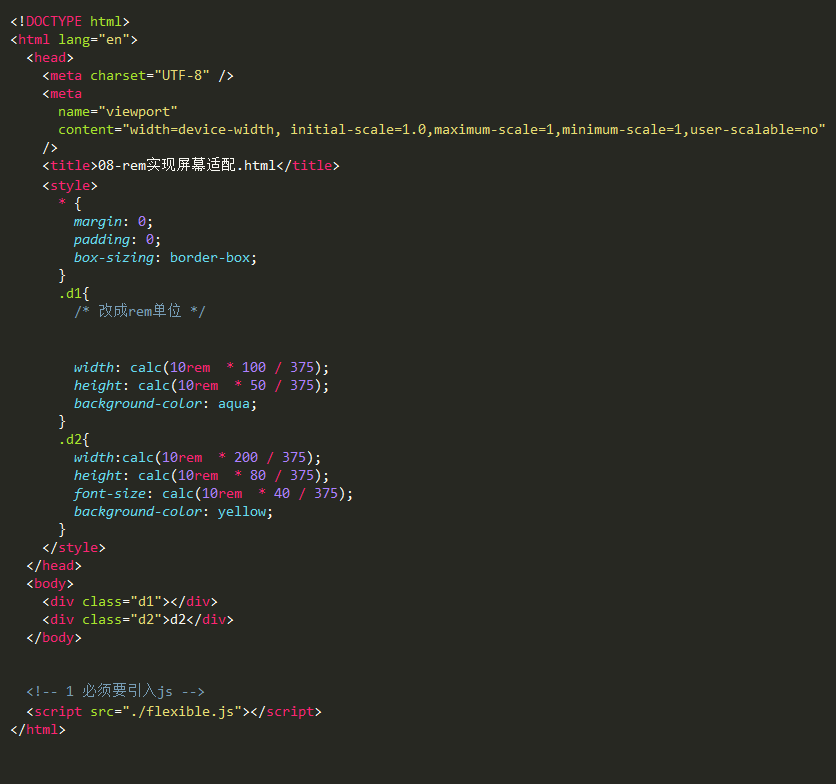 <!DOCTYPE html>
<html lang="en">
  <head>
    <meta charset="UTF-8" />
    <meta
      name="viewport"
      content="width=device-width, initial-scale=1.0,maximum-scale=1,minimum-scale=1,user-scalable=no"
    />
    <title>08-rem实现屏幕适配.html</title>
    <style>
      * {
        margin: 0;
        padding: 0;
        box-sizing: border-box;
      }
      .d1{
        /* 改成rem单位 */
        width: calc(10rem  * 100 / 375);
        height: calc(10rem  * 50 / 375);
        background-color: aqua;
      }
      .d2{
        width:calc(10rem  * 200 / 375);
        height: calc(10rem  * 80 / 375);
        font-size: calc(10rem  * 40 / 375);
        background-color: yellow;
      }
    </style>
  </head>
  <body>
    <div class="d1"></div>
    <div class="d2">d2</div>
  </body>
  <!-- 1 必须要引入js -->
  <script src="./flexible.js"></script>
</html>